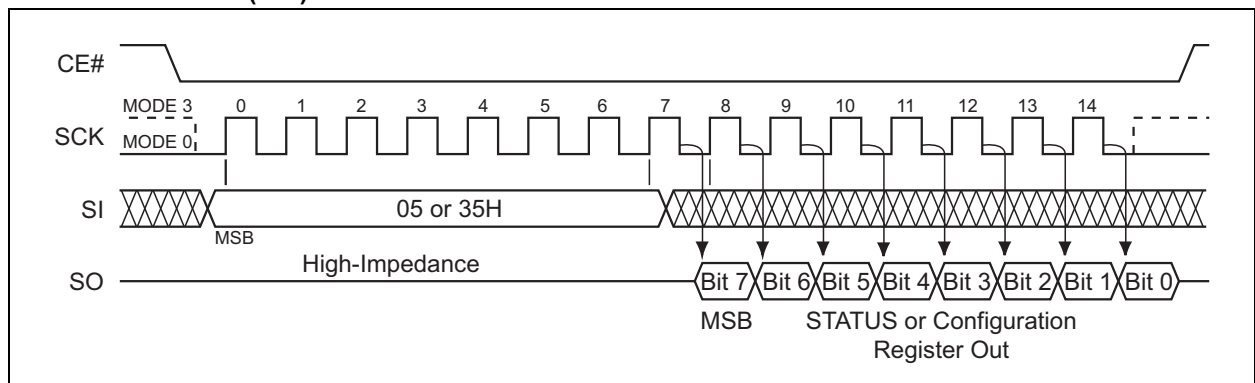 CE#
MODE 3 0 1 2 3 4 5 6 7 8 9 10 11 12 13 14
SCK MODE 0
SI 05 or 35H
MSB
High-Impedance
SO Bit 7 Bit 6 Bit 5 Bit 4 Bit 3 Bit 2 Bit 1 Bit 0
MSB STATUS or Configuration
Register Out